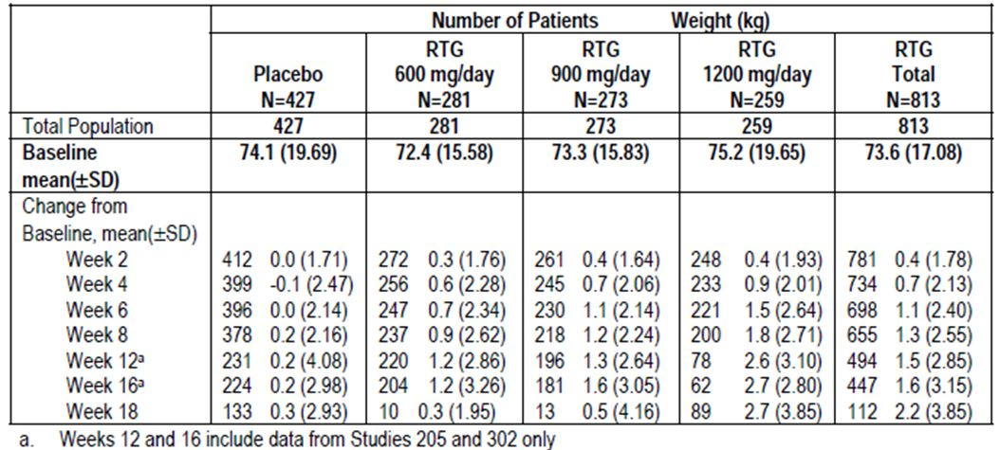 Number of Patients Weight (kg)
Placebo N=427 RTG 600 mg/day N=281 RTG 900 mg/day N=273 RTG 1200 mg/day N=259 RTG Total N=813
Total Population 427 281 273 259 813
Baseline mean(±SD) 74.1 (19.69) 72.4 (15.58) 73.3 (15.83) 75.2 (19.65) 73.6 (17.08)
Change from
Baseline, mean(±SD)
Week 2 412 0.0 (1.71) 272 0.3 (1.76) 261 0.4 (1.64) 248 0.4 (1.93) 781 0.4 (1.78)
Week 4 399 -0.1 (2.47) 256 0.6 (2.28) 245 0.7 (2.06) 233 0.9 (2.01) 734 0.7 (2.13)
Week 6 396 0.0 (2.14) 247 0.7 (2.34) 230 1.1 (2.14) 221 1.5 (2.64) 698 1.1 (2.40)
Week 8 378 0.2 (2.16) 237 0.9 (2.62) 218 1.2 (2.24) 200 1.8 (2.71) 655 1.3 (2.55)
Week 12ª 231 0.2 (4.08) 220 1.2 (2.86) 196 1.3 (2.64) 78 2.6 (3.10) 494 1.5 (2.85)
Week 16ª 224 0.2 (2.98) 204 1.2 (3.26) 181 1.6 (3.05) 62 2.7 (2.80) 447 1.6 (3.15)
Week 18 133 0.3 (2.93) 10 0.3 (1.95) 13 0.5 (4.16) 89 2.7 (3.85) 112 2.2 (3.85)
a. Weeks 12 and 16 include data from Studies 205 and 302 only